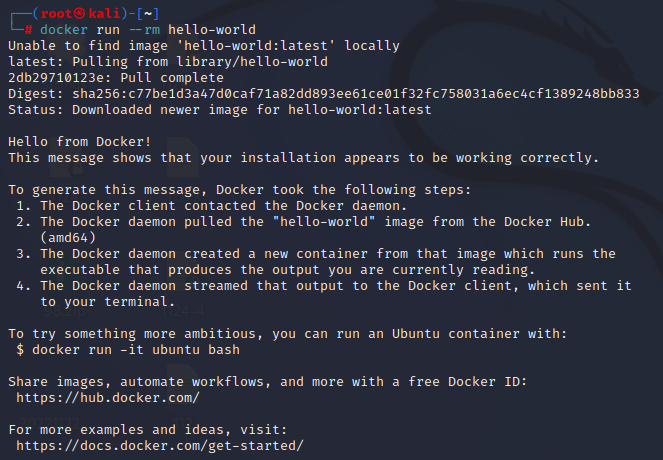 ┌──(root㉿kali)-[~]
└─# docker run --rm hello-world
Unable to find image 'hello-world:latest' locally
latest: Pulling from library/hello-world
2db29710123e: Pull complete
Digest: sha256:c77be1d3a47d0caf71a82dd893ee61ce01f32fc758031a6ec4cf1389248bb833
Status: Downloaded newer image for hello-world:latest
Hello from Docker!
This message shows that your installation appears to be working correctly.
To generate this message, Docker took the following steps:
1. The Docker client contacted the Docker daemon.
2. The Docker daemon pulled the "hello-world" image from the Docker Hub.
(amd64)
3. The Docker daemon created a new container from that image which runs the
executable that produces the output you are currently reading.
4. The Docker daemon streamed that output to the Docker client, which sent it
to your terminal.
To try something more ambitious, you can run an Ubuntu container with:
$ docker run -it ubuntu bash
Share images, automate workflows, and more with a free Docker ID:
https://hub.docker.com/
For more examples and ideas, visit:
https://docs.docker.com/get-started/